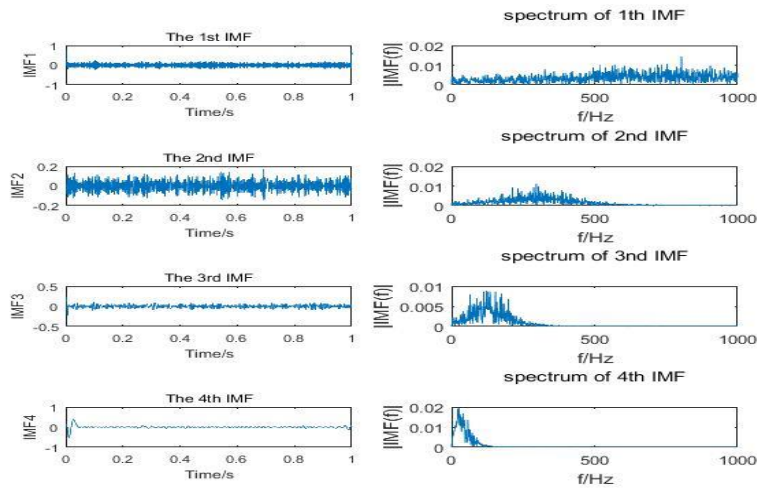 The 1st IMF
1
0
-1
IMF1
0 0.2 0.4 0.6 0.8 1
Time/s
spectrum of 1th IMF
0.02
0.01
0
|IMF(f)|
0 500 1000
f/Hz
The 2nd IMF
0.2
0
-0.2
IMF2
0 0.2 0.4 0.6 0.8 1
Time/s
spectrum of 2nd IMF
0.02
0.01
0
|IMF(f)|
0 500 1000
f/Hz
The 3rd IMF
0.5
0
-0.5
IMF3
0 0.2 0.4 0.6 0.8 1
Time/s
spectrum of 3nd IMF
0.01
0.005
0
|IMF(f)|
0 500 1000
f/Hz
The 4th IMF
1
0
-1
IMF4
0 0.2 0.4 0.6 0.8 1
Time/s
spectrum of 4th IMF
0.02
0.01
0
|IMF(f)|
0 500 1000
f/Hz